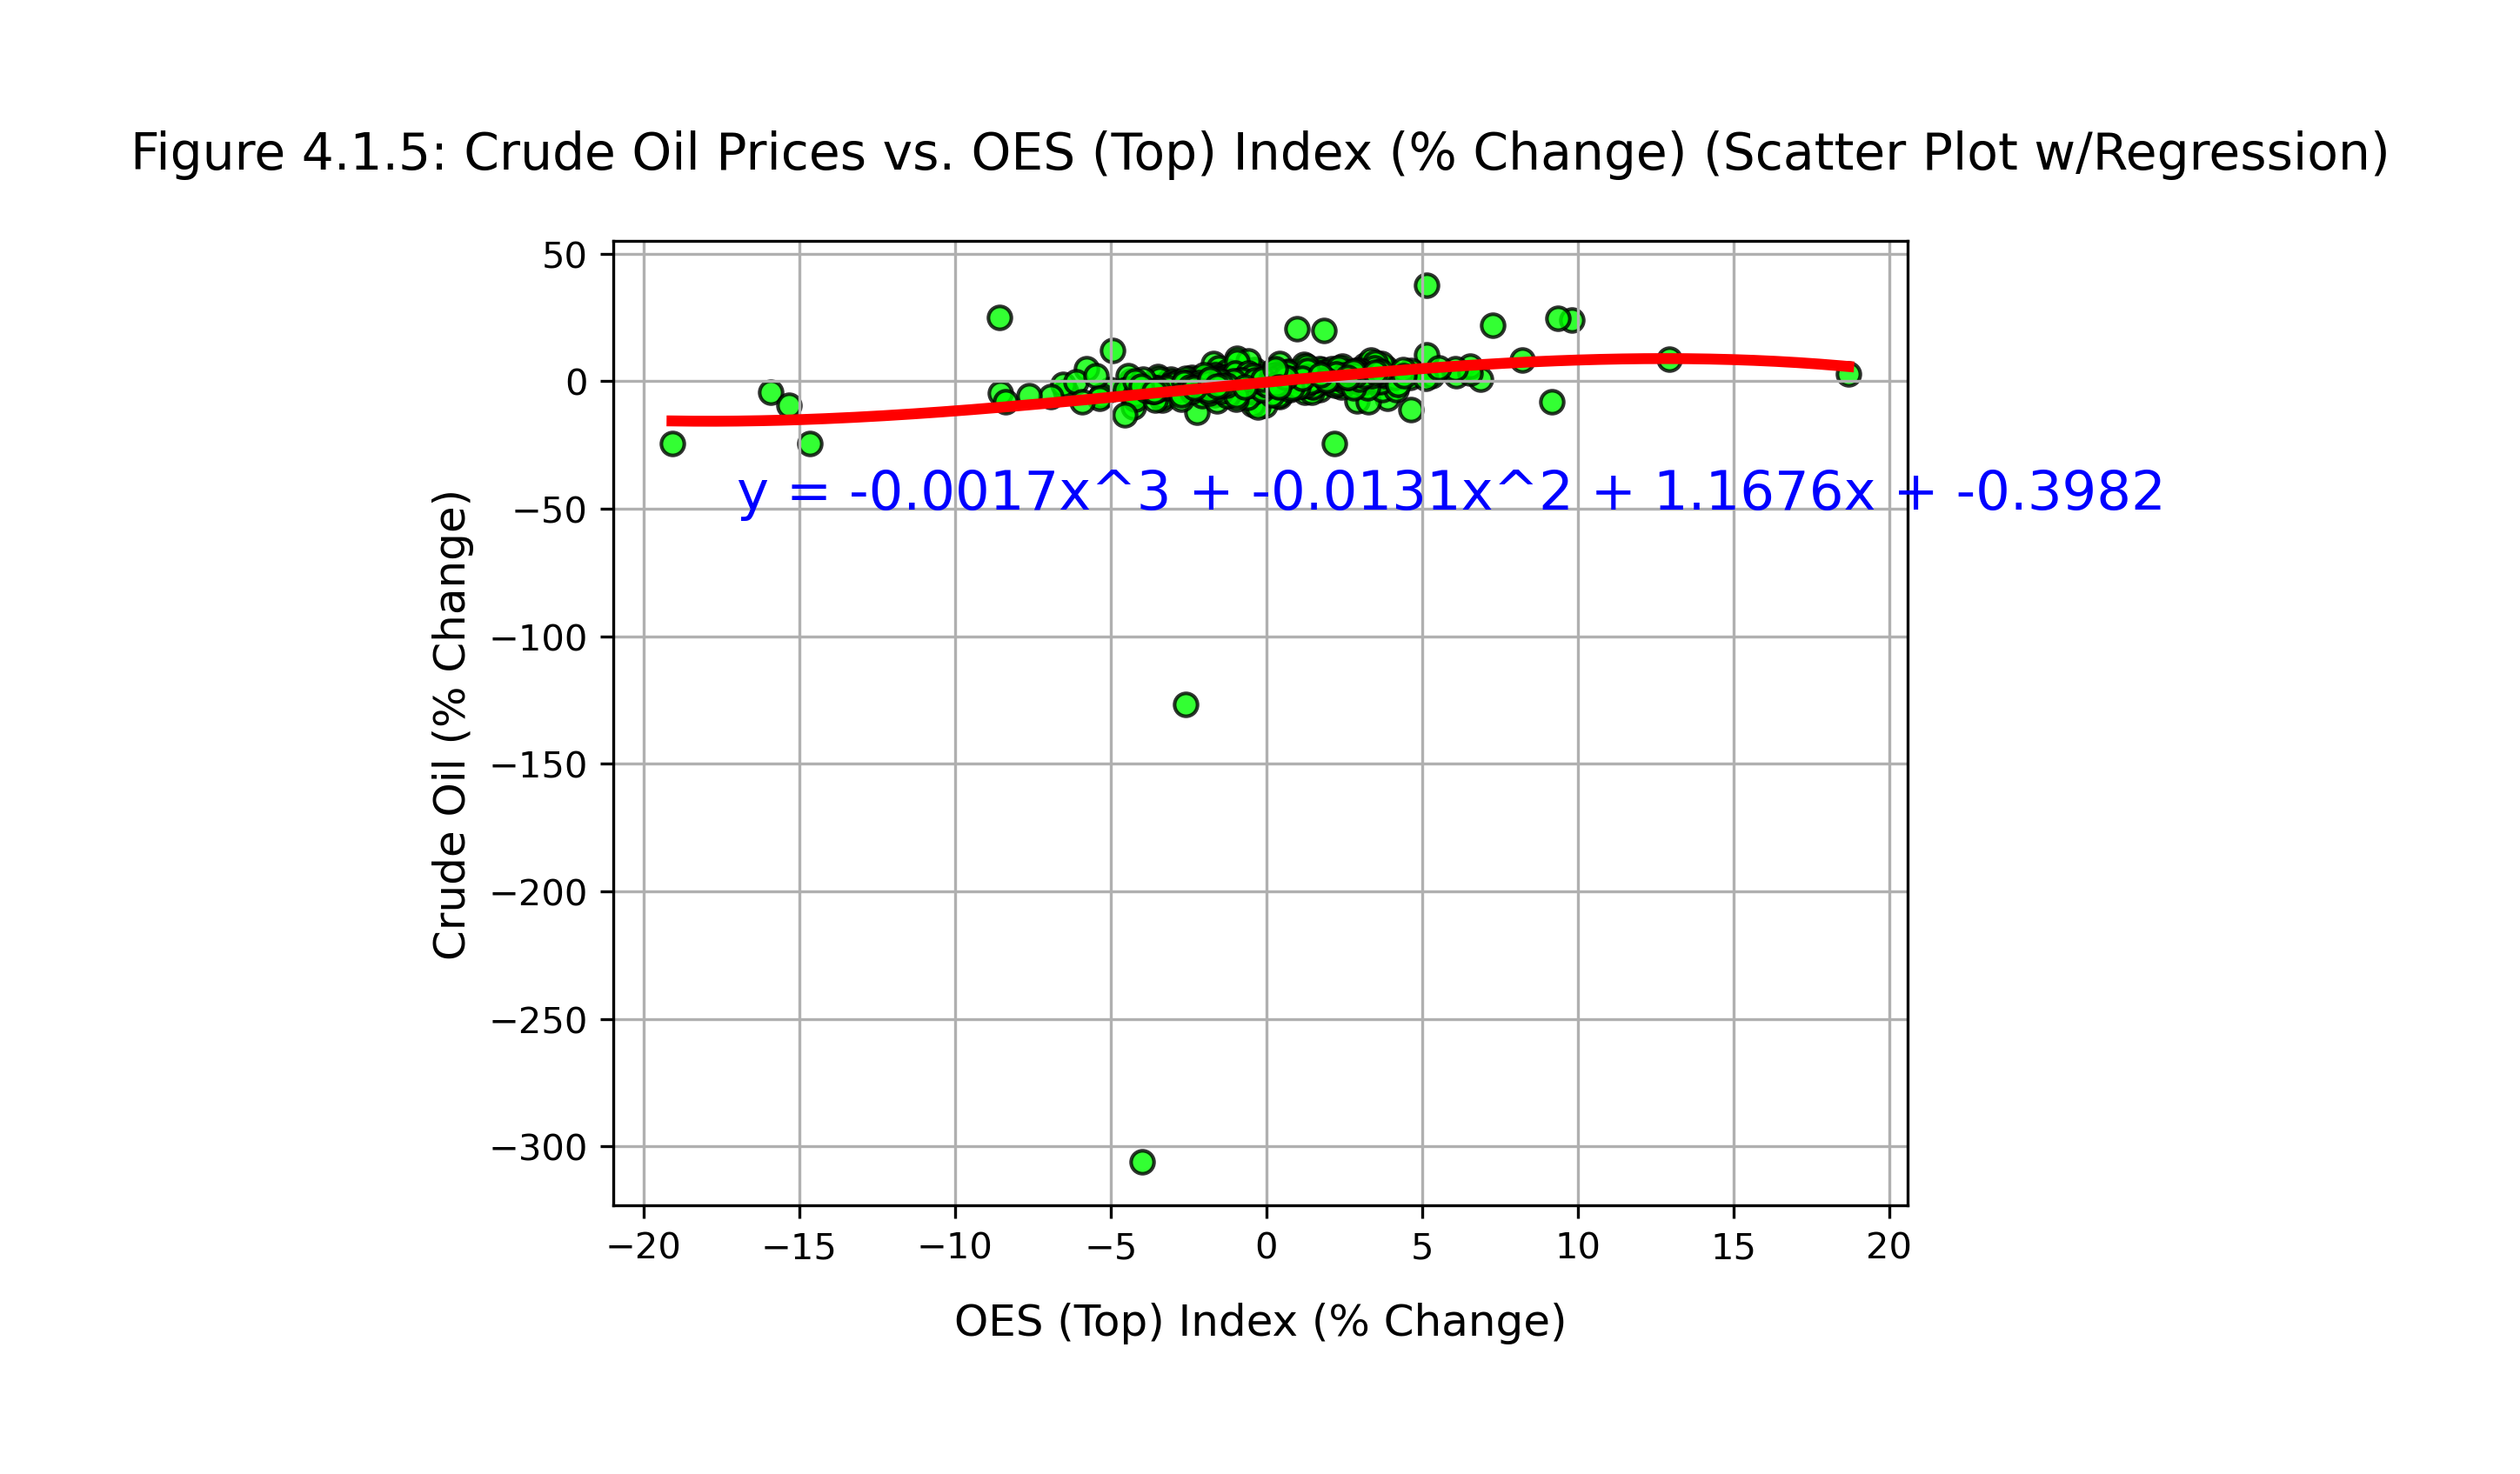 Figure 4.1.5: Crude Oil Prices vs. OES (Top) Index (% Change) (Scatter Plot w/Regression)
50
0
−50
−100
−150
−200
−250
−300
Crude Oil (% Change)
y = -0.0017x^3 + -0.0131x^2 + 1.1676x + -0.3982
−20 −15 −10 −5 0 5 10 15 20
OES (Top) Index (% Change)